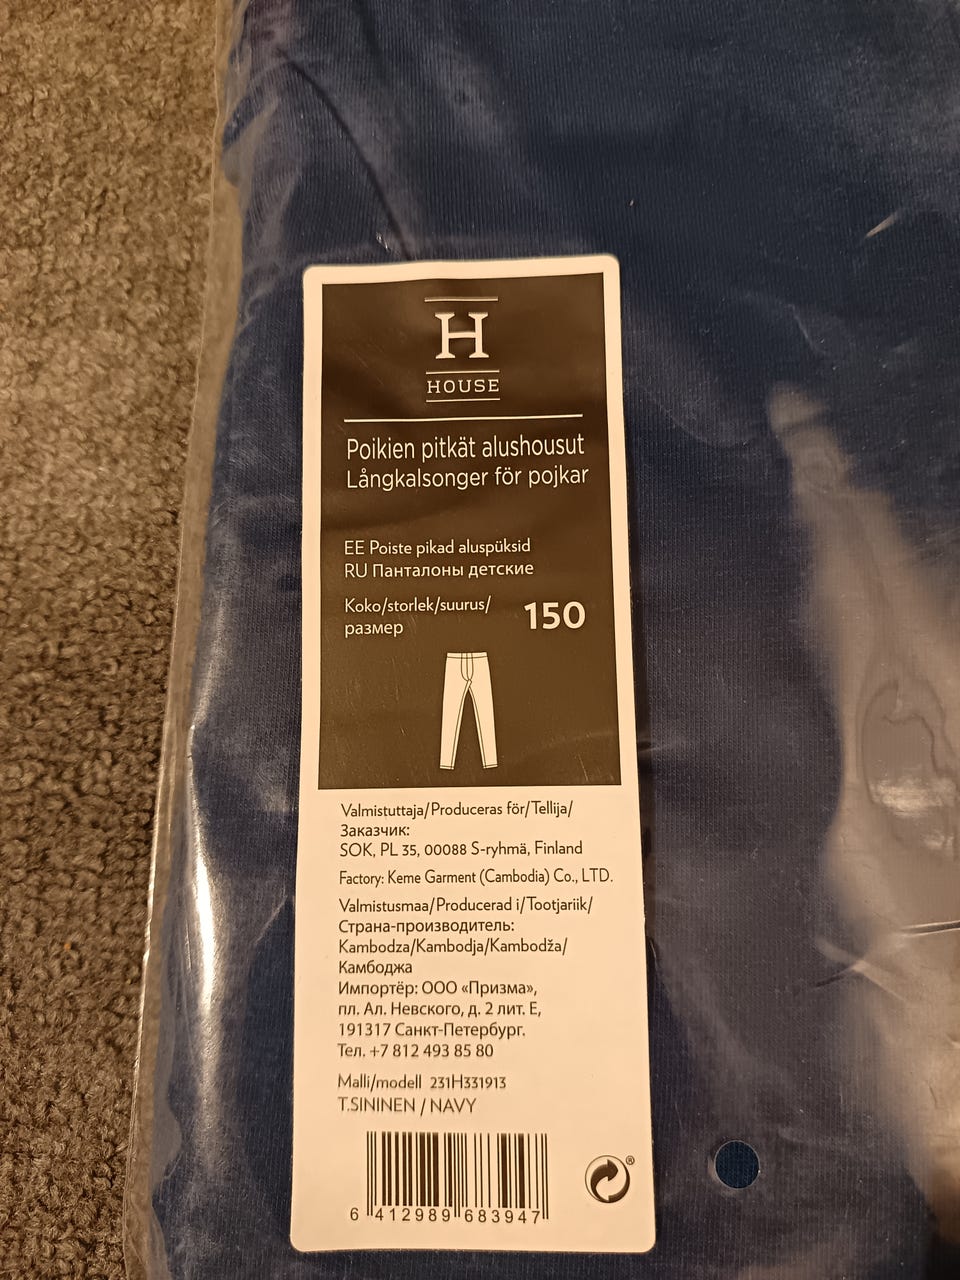 H
HOUSE
Poikien pitkät alushousut
Långkalsonger för pojkar
EE Poiste pikad aluspüksid
RU Панталоны детские
Koko/storlek/suurus/
размер
150
Valmistuttaja/Produceras för/Tellija/
Заказчик:
SOK, PL 35, 00088 S-ryhmä, Finland
Factory: Keme Garment (Cambodia) Co., LTD.
Valmistusmaa/Producerad i/Tootjariik/
Страна-производитель:
Kambodza/Kambodja/Kambodža/
Камбоджа
Импортёр: ООО «Призма»,
пл. Ал. Невского, д. 2 лит. Е,
191317 Санкт-Петербург.
Тел. +7 812 493 85 80
Malli/modell 231H331913
T.SININEN / NAVY
6 412989 683947
®